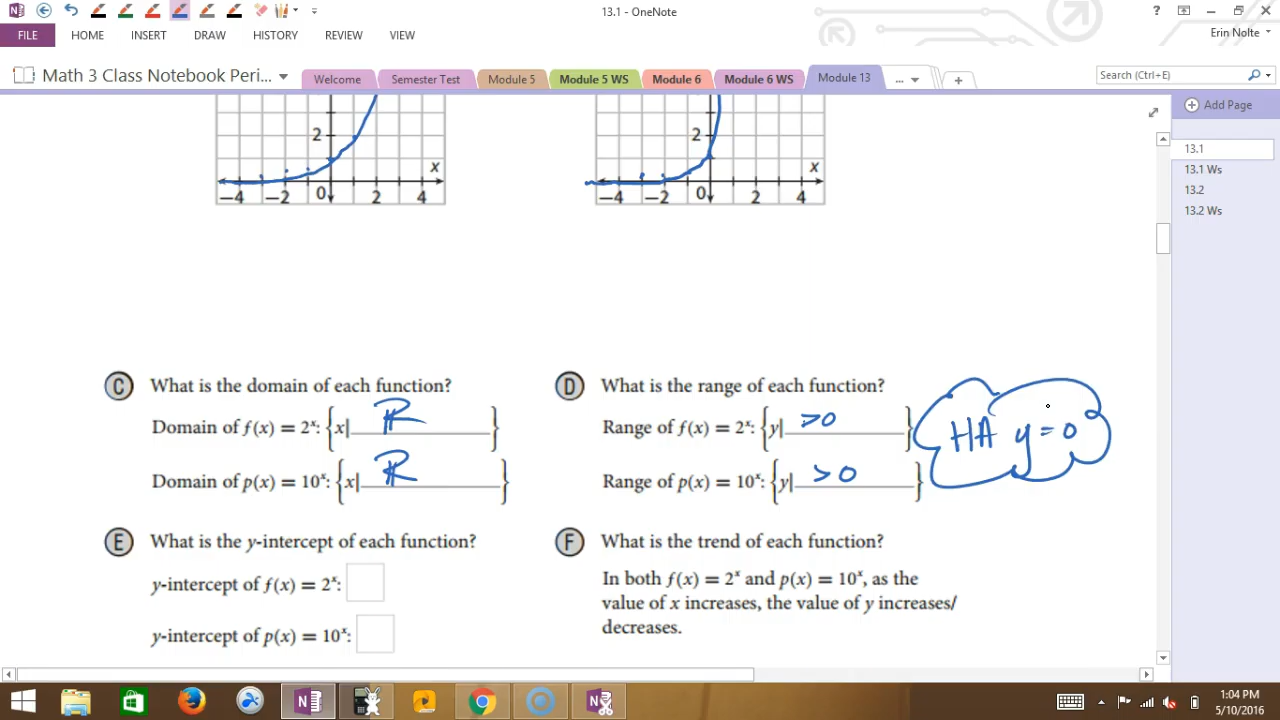 13.1 - OneNote
?
FILE HOME INSERT DRAW HISTORY REVIEW VIEW
Erin Nolte
Math 3 Class Notebook Peri...
Welcome Semester Test Module 5 Module 5 WS Module 6 Module 6 WS Module 13 ... +
Search (Ctrl+E)
Add Page
13.1
13.1 Ws
13.2
13.2 Ws
2 x
−4 −2 0 2 4
2 x
−4 −2 0 2 4
C What is the domain of each function?
Domain of f(x) = 2ˣ: {x| ℝ }
Domain of p(x) = 10ˣ: {x| ℝ }
D What is the range of each function?
Range of f(x) = 2ˣ: {y| >0 }
Range of p(x) = 10ˣ: {y| >0 }
HA y = 0
E What is the y-intercept of each function?
y-intercept of f(x) = 2ˣ:
y-intercept of p(x) = 10ˣ:
F What is the trend of each function?
In both f(x) = 2ˣ and p(x) = 10ˣ, as the
value of x increases, the value of y increases/
decreases.
1:04 PM
5/10/2016